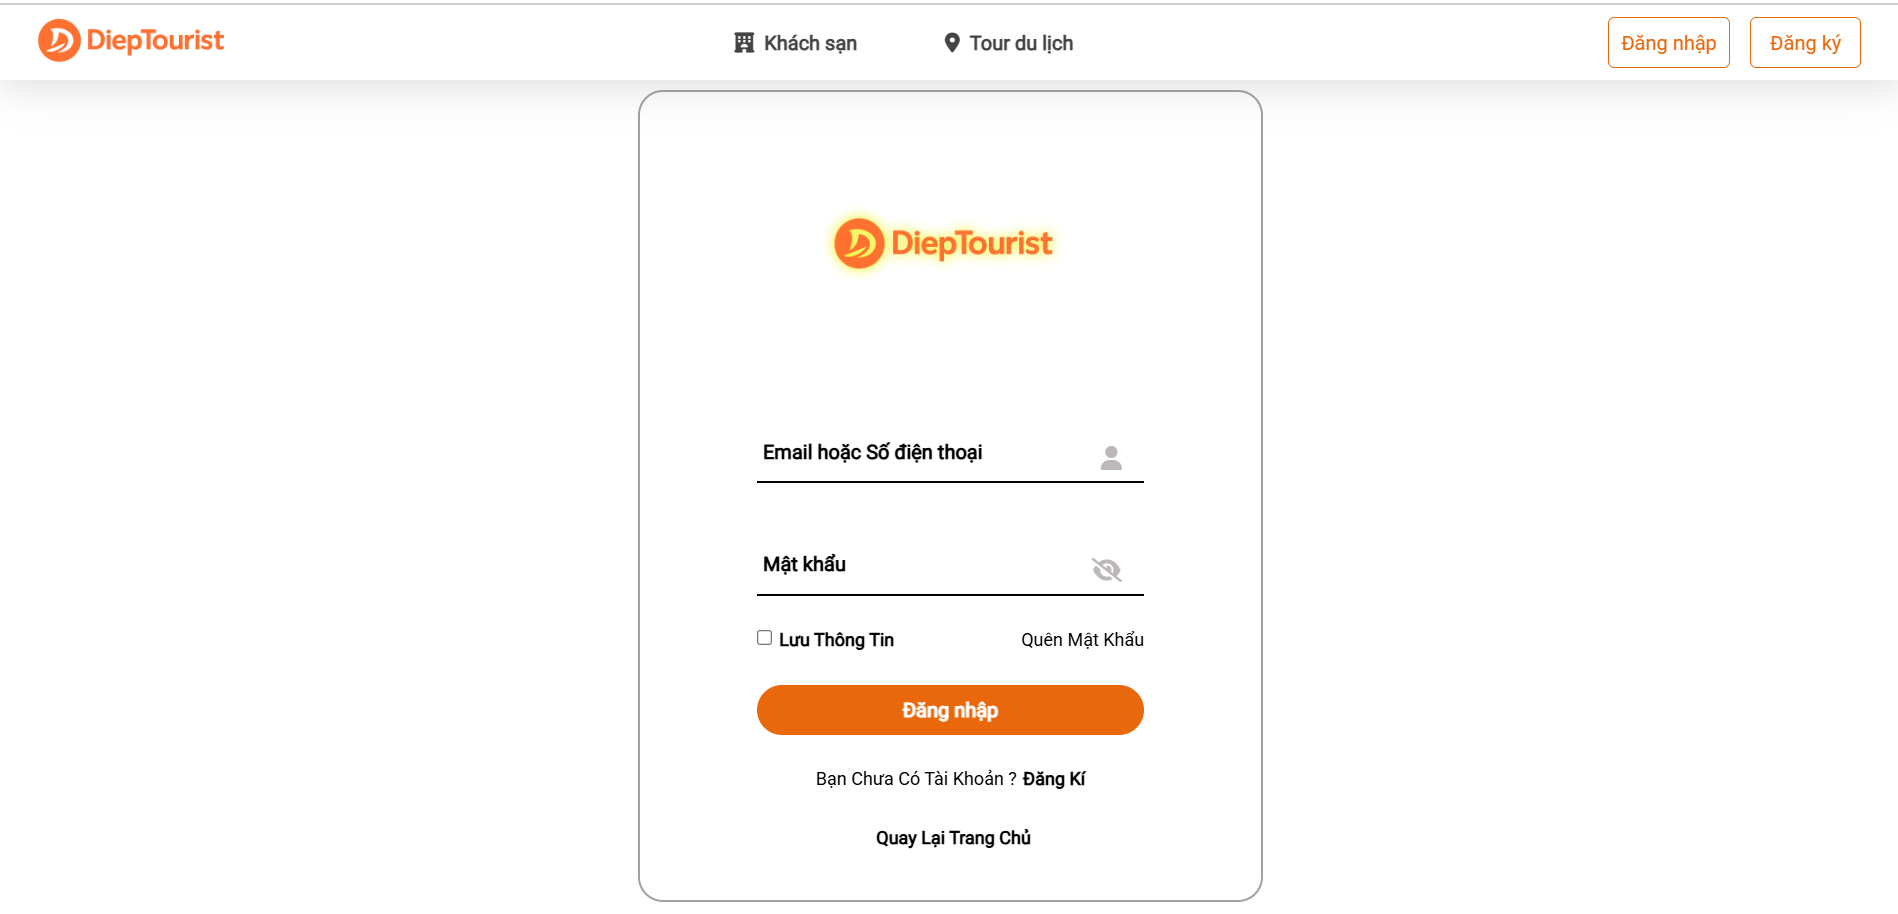 DiepTourist
Khách sạn
Tour du lịch
Đăng nhập
Đăng ký
DiepTourist
Email hoặc Số điện thoại
Mật khẩu
Lưu Thông Tin
Quên Mật Khẩu
Đăng nhập
Bạn Chưa Có Tài Khoản ? Đăng Kí
Quay Lại Trang Chủ